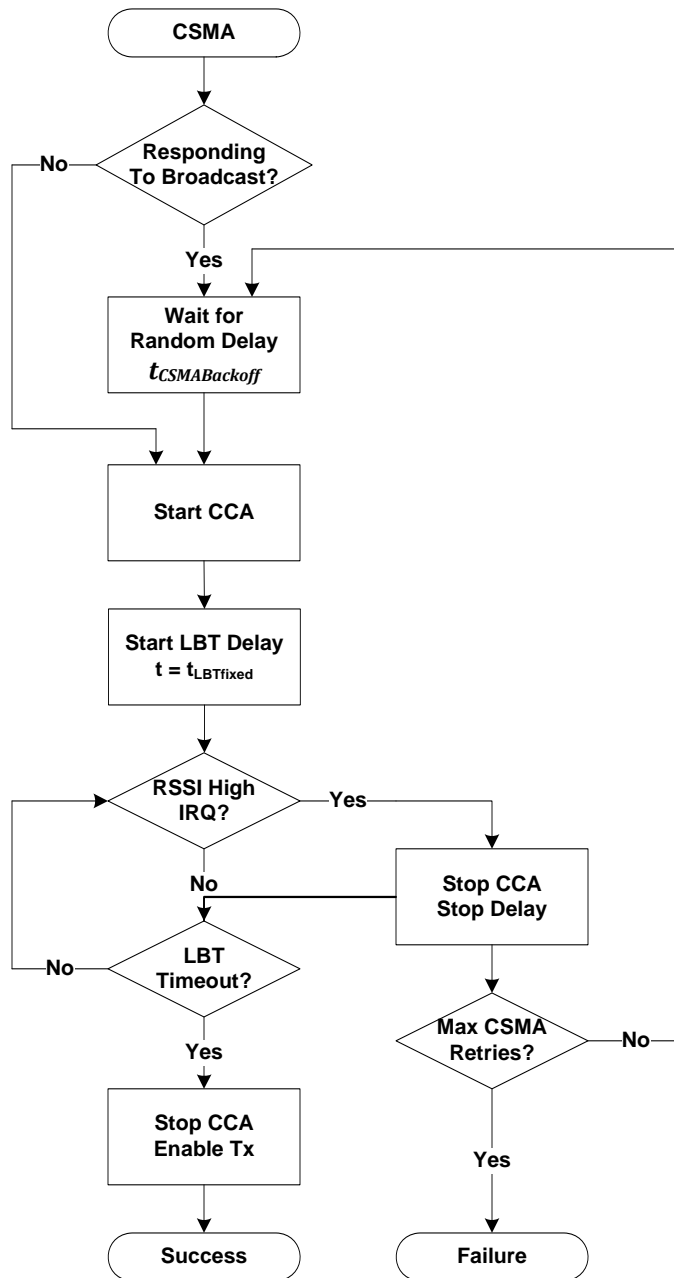 CSMA
Responding
To Broadcast?
No
Yes
Wait for
Random Delay
tCSMABackoff
Start CCA
Start LBT Delay
t = tLBTfixed
RSSI High
IRQ?
Yes
No
Stop CCA
Stop Delay
LBT
Timeout?
No
Max CSMA
Retries?
No
Yes
Stop CCA
Enable Tx
Yes
Success
Failure